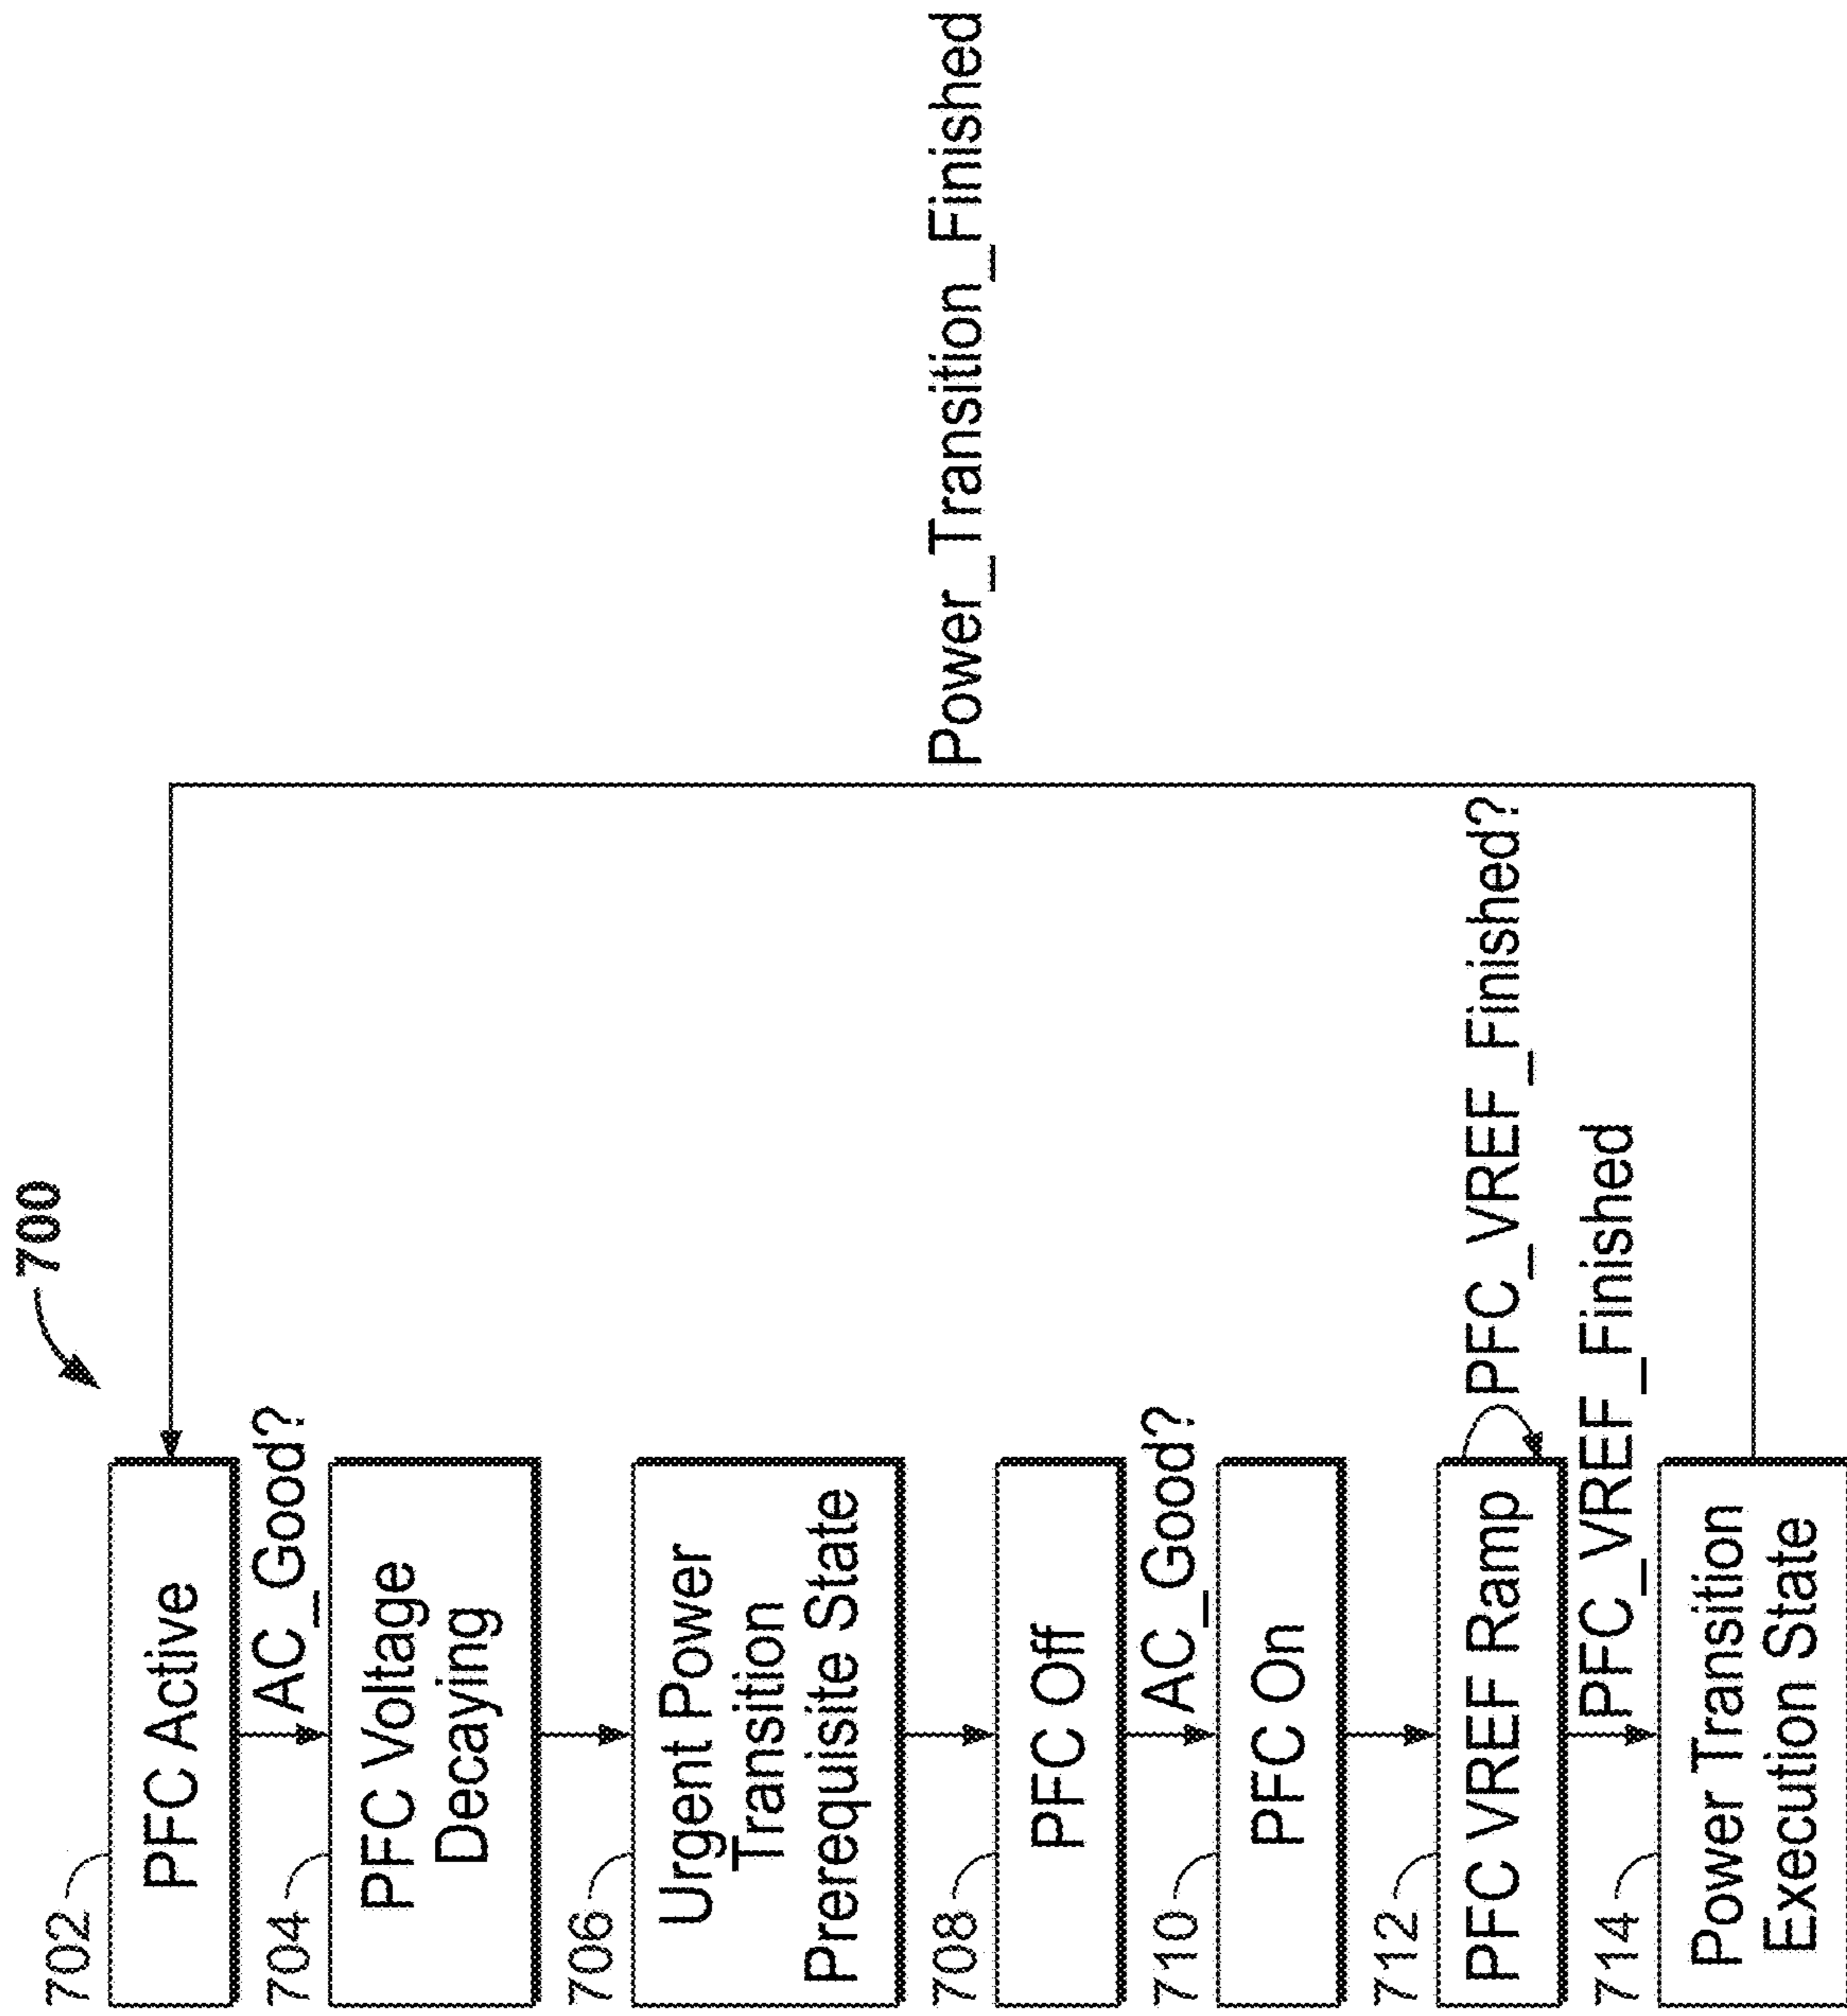 700
702
PFC Active
AC_Good?
704
PFC Voltage
Decaying
706
Urgent Power
Transition
Prerequisite State
708
PFC Off
AC_Good?
710
PFC On
712
PFC VREF Ramp
PFC_VREF_Finished?
PFC_VREF_Finished
714
Power Transition
Execution State
Power_Transition_Finished